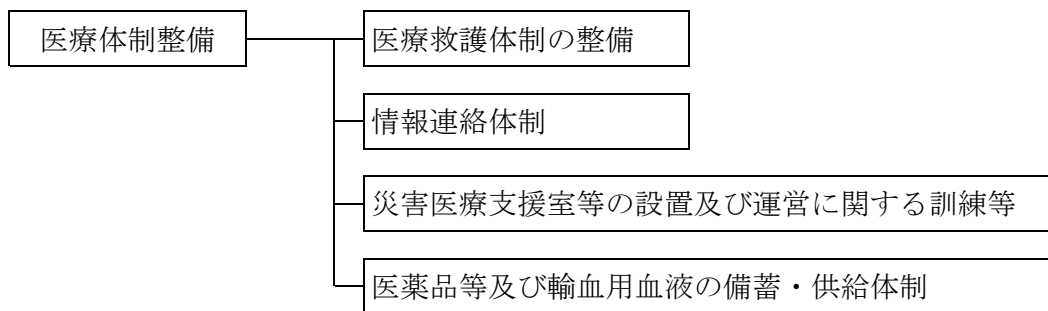 医療体制整備
医療救護体制の整備
情報連絡体制
災害医療支援室等の設置及び運営に関する訓練等
医薬品等及び輸血用血液の備蓄・供給体制